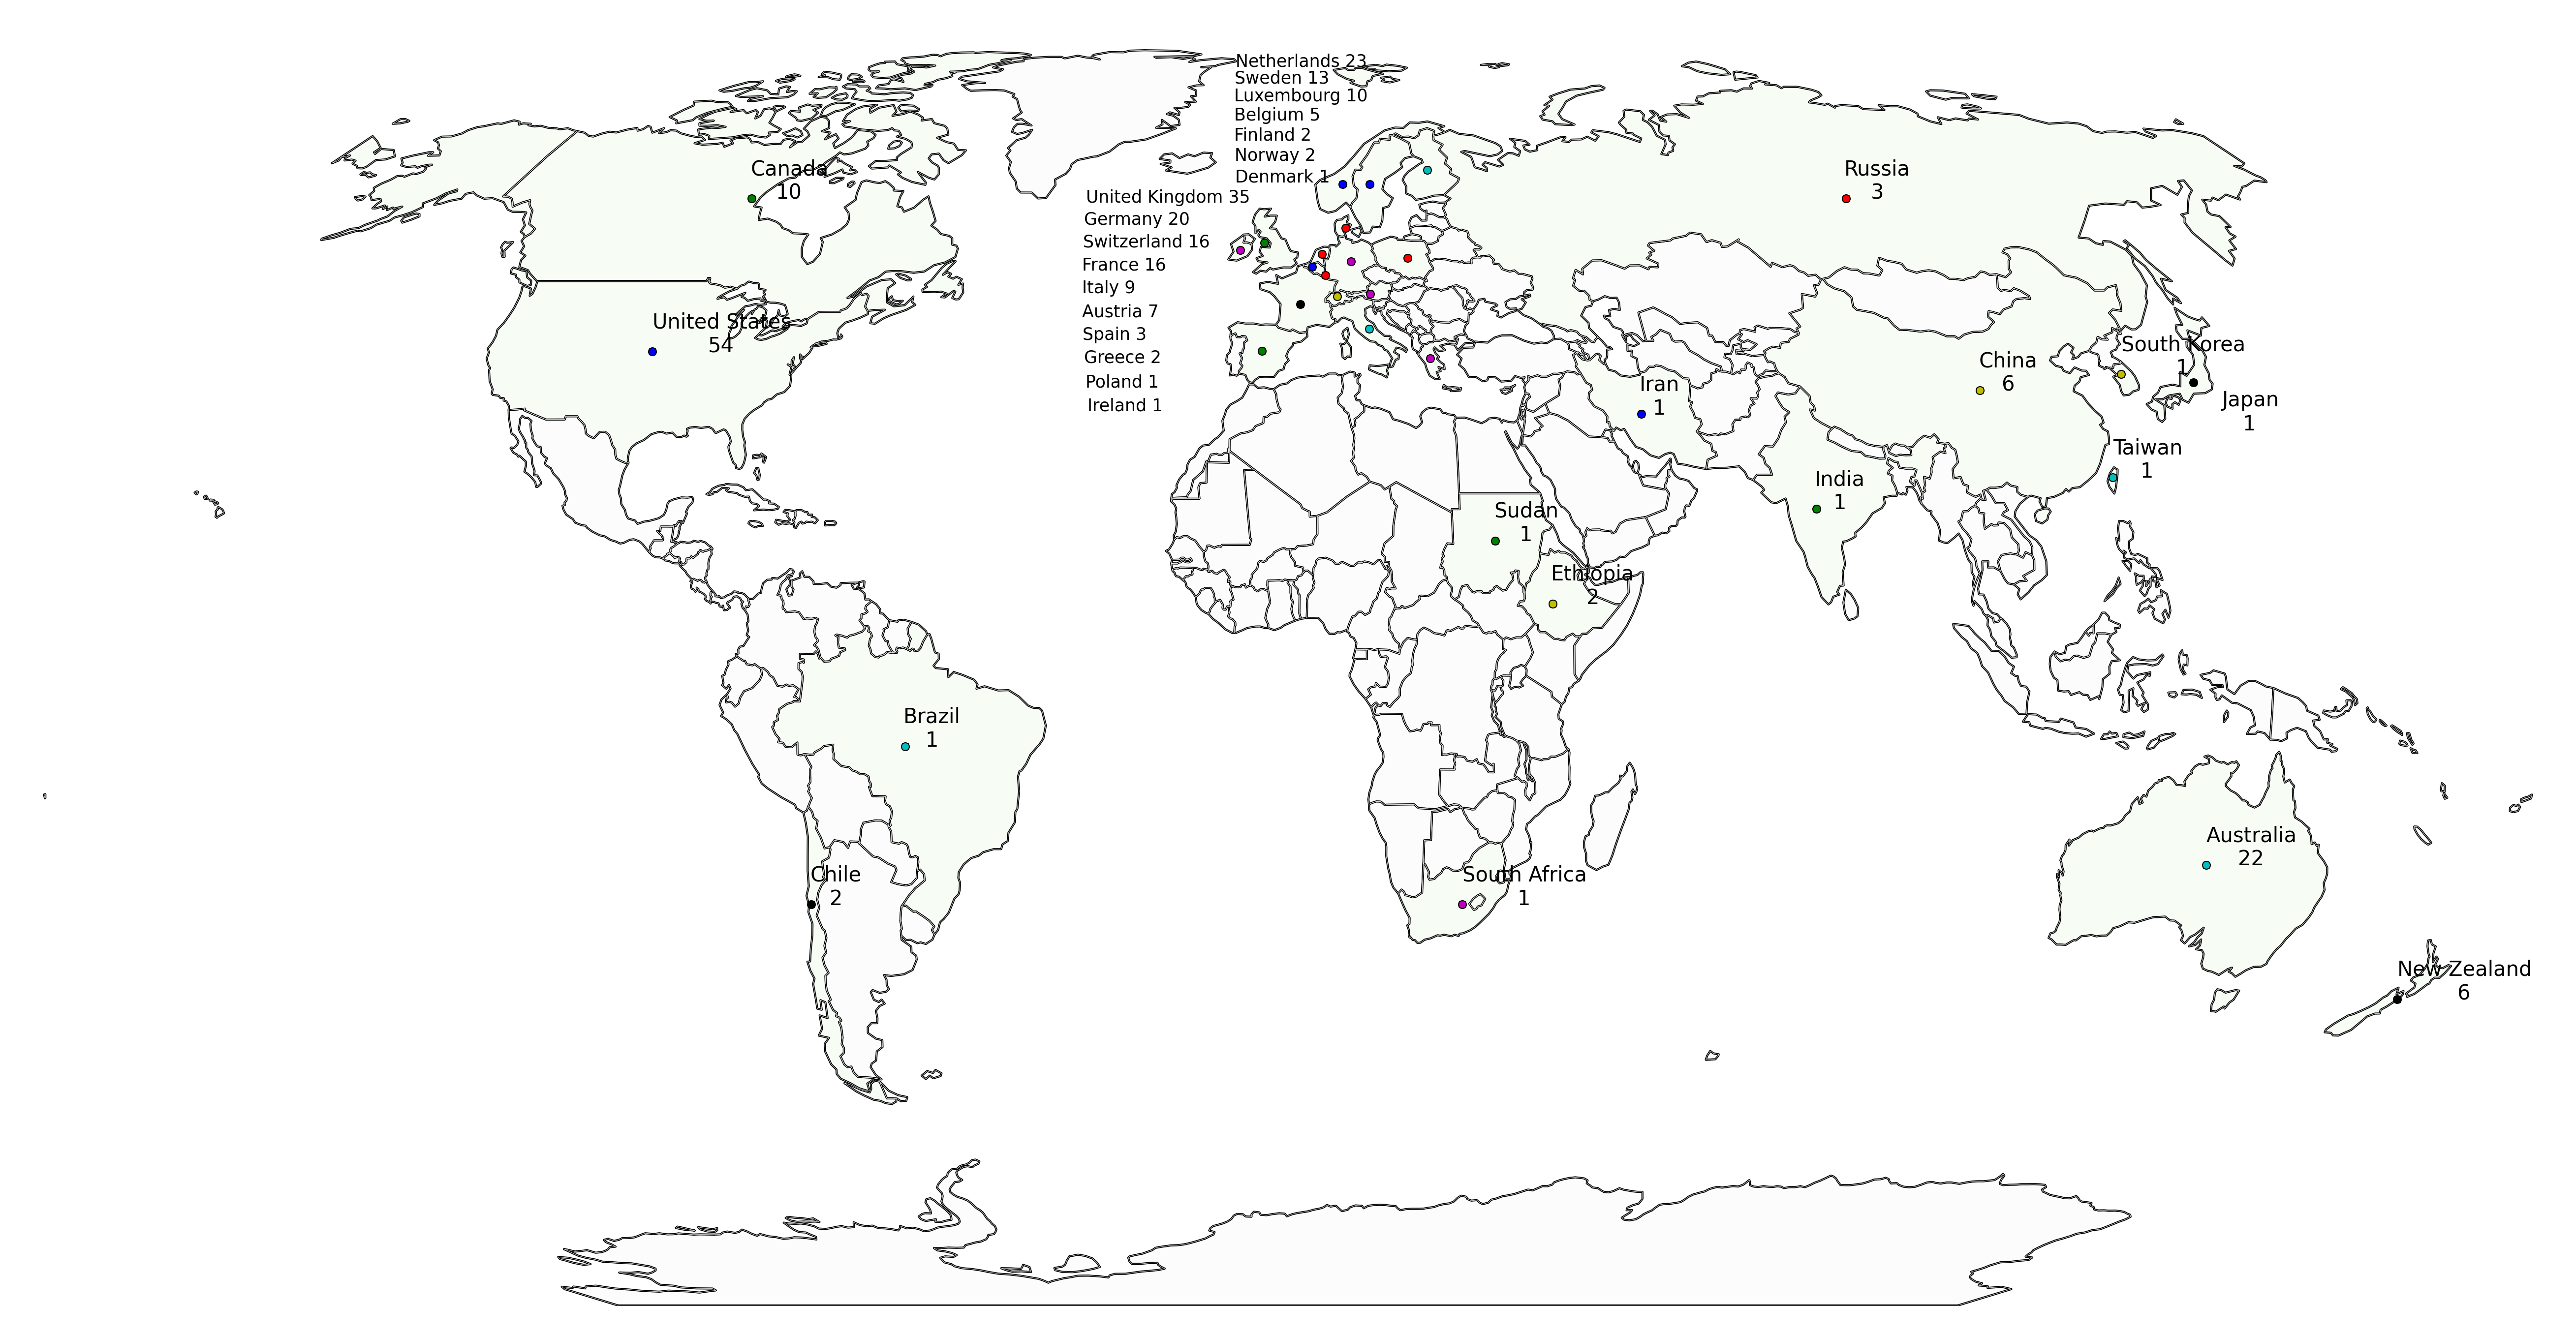 Netherlands 23
Sweden 13
Luxembourg 10
Belgium 5
Finland 2
Norway 2
Denmark 1
United Kingdom 35
Germany 20
Switzerland 16
France 16
Italy 9
Austria 7
Spain 3
Greece 2
Poland 1
Ireland 1
Canada
10
United States
54
Russia
3
China
6
South Korea
1
Japan
1
Taiwan
1
Iran
1
India
1
Sudan
1
Ethiopia
2
Brazil
1
Chile
2
South Africa
1
Australia
22
New Zealand
6